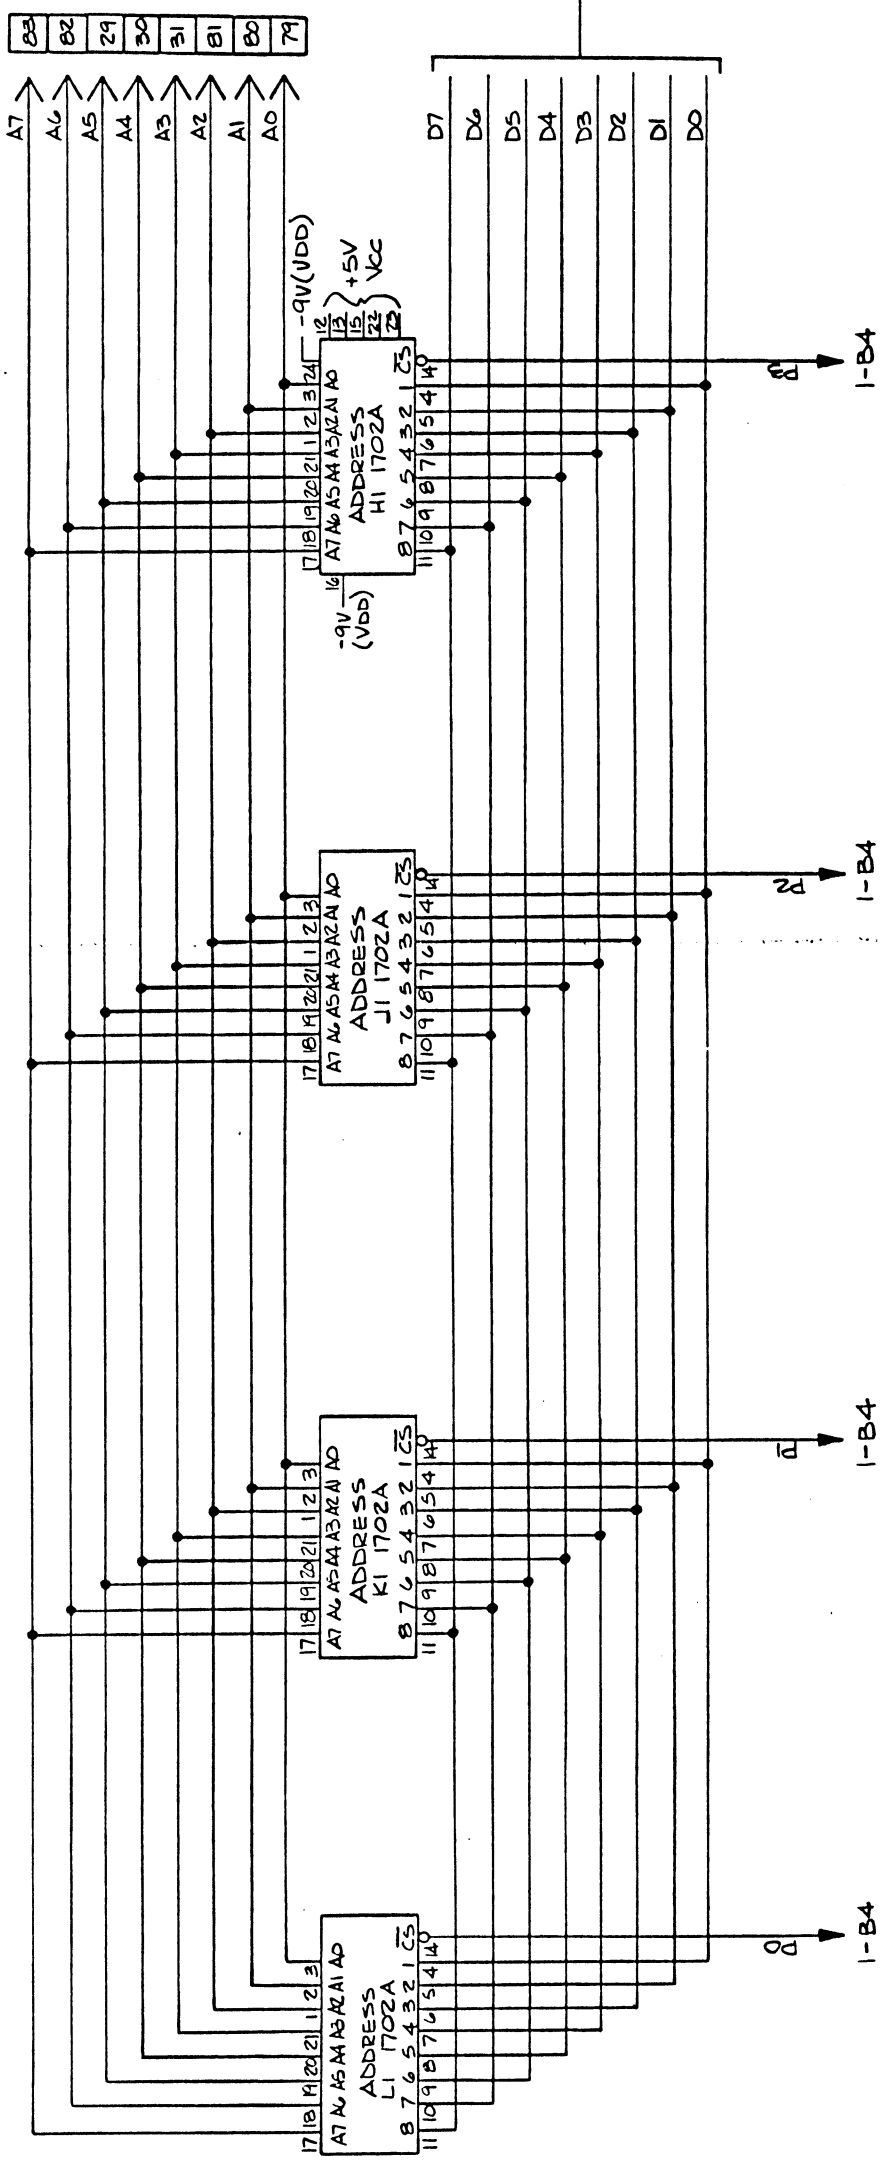 A7 83
A6 82
A5 29
A4 30
A3 31
A2 81
A1 80
A0 79
17 18 19 20 21 1 2 3
A7 A6 A5 A4 A3 A2 A1 A0
ADDRESS
L1 1702A
8 7 6 5 4 3 2 1 C̅S̅
11 10 9 8 7 6 5 4 14
17 18 19 20 21 1 2 3
A7 A6 A5 A4 A3 A2 A1 A0
ADDRESS
K1 1702A
8 7 6 5 4 3 2 1 C̅S̅
11 10 9 8 7 6 5 4 14
17 18 19 20 21 1 2 3
A7 A6 A5 A4 A3 A2 A1 A0
ADDRESS
J1 1702A
8 7 6 5 4 3 2 1 C̅S̅
11 10 9 8 7 6 5 4 14
-9V (VDD)
17 18 19 20 21 1 2 3 24
16
A7 A6 A5 A4 A3 A2 A1 A0
ADDRESS
H1 1702A
8 7 6 5 4 3 2 1 C̅S̅
11 10 9 8 7 6 5 4 14
-9V
(VDD)
12
13
15
22
23
+5V
VCC
D7
D6
D5
D4
D3
D2
D1
D0
P0
P1
P2
P3
1-B4
1-B4
1-B4
1-B4